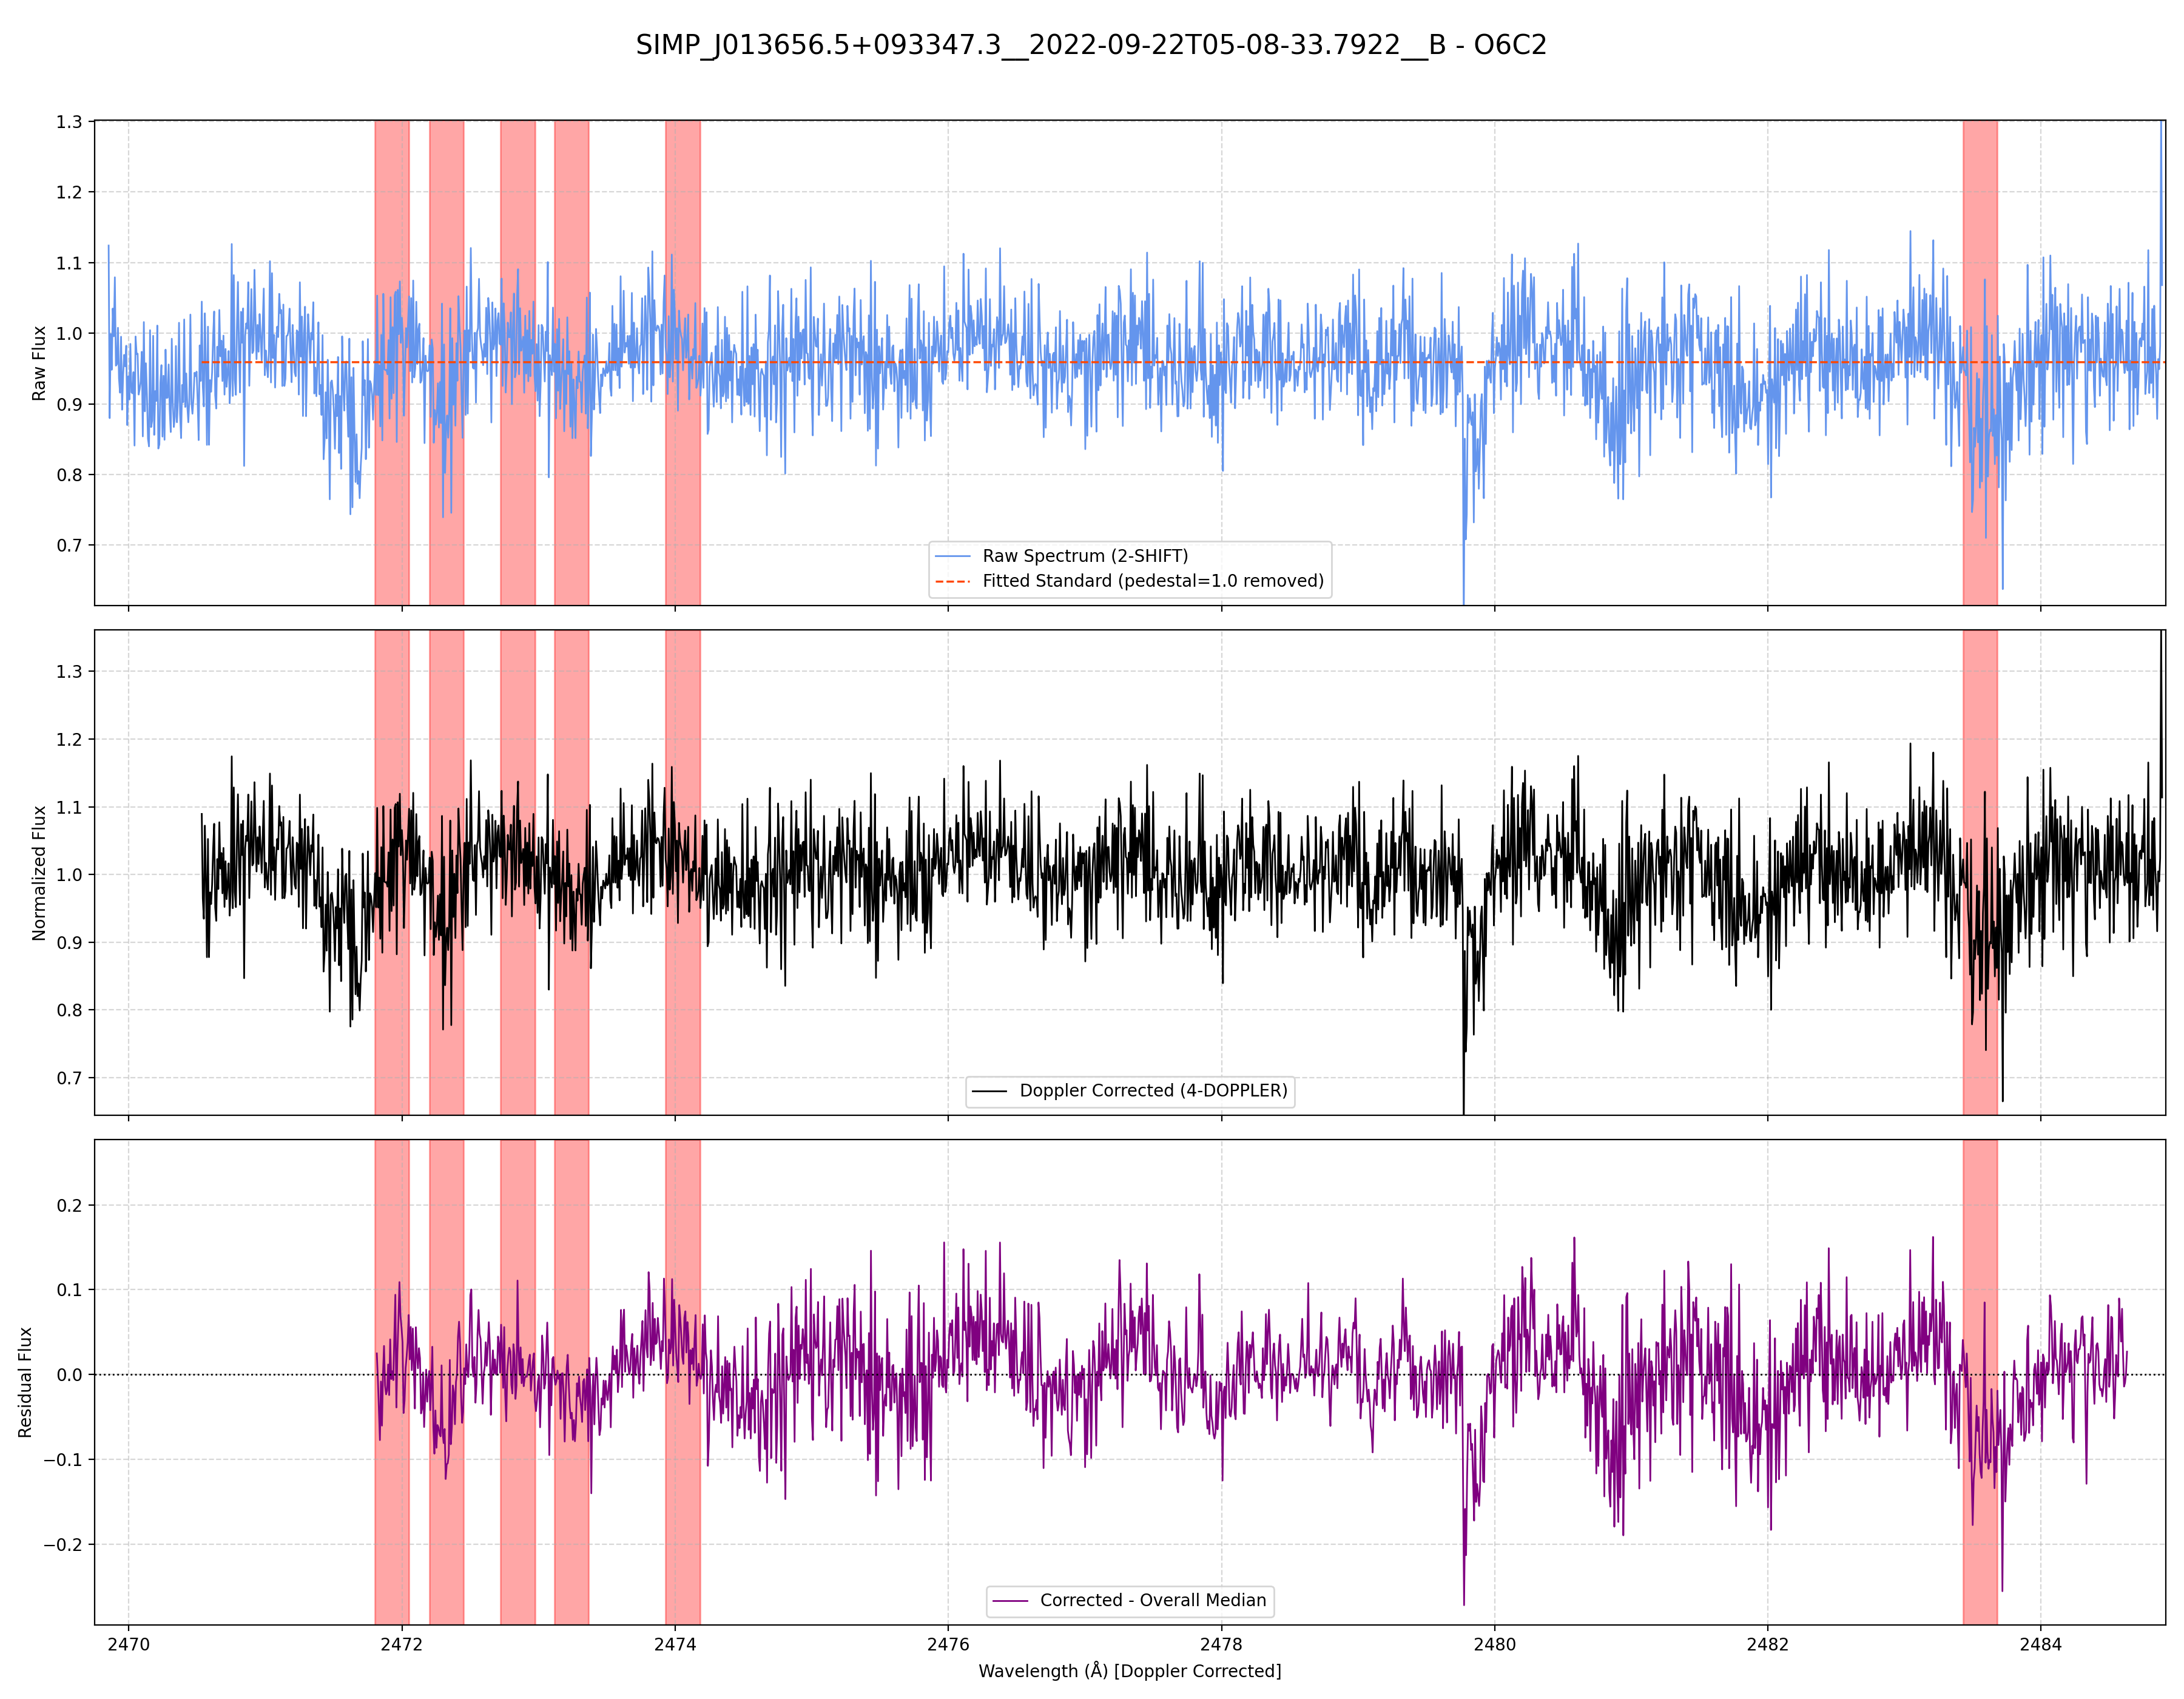 SIMP_J013656.5+093347.3__2022-09-22T05-08-33.7922__B - O6C2
1.3
1.2
1.1
1.0
0.9
0.8
0.7
Raw Flux
Raw Spectrum (2-SHIFT)
Fitted Standard (pedestal=1.0 removed)
1.3
1.2
1.1
1.0
0.9
0.8
0.7
Normalized Flux
Doppler Corrected (4-DOPPLER)
0.2
0.1
0.0
−0.1
−0.2
Residual Flux
Corrected - Overall Median
2470 2472 2474 2476 2478 2480 2482 2484
Wavelength (Å) [Doppler Corrected]